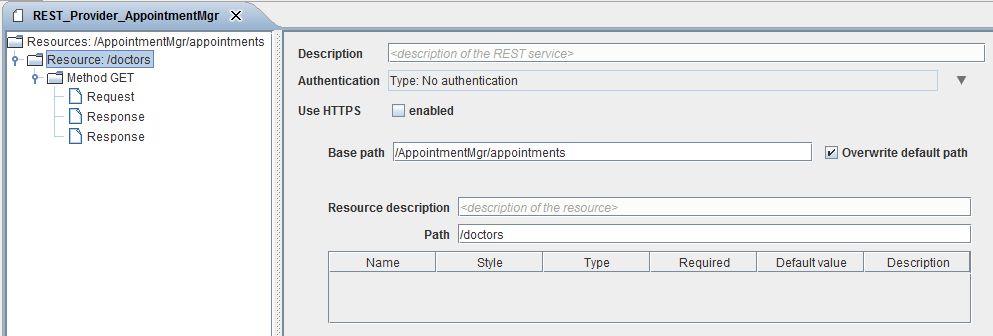 REST_Provider_AppointmentMgr
Resources: /AppointmentMgr/appointments
Resource: /doctors
Method GET
Request
Response
Response
Description <description of the REST service>
Authentication Type: No authentication
Use HTTPS enabled
Base path /AppointmentMgr/appointments Overwrite default path
Resource description <description of the resource>
Path /doctors
Name Style Type Required Default value Description